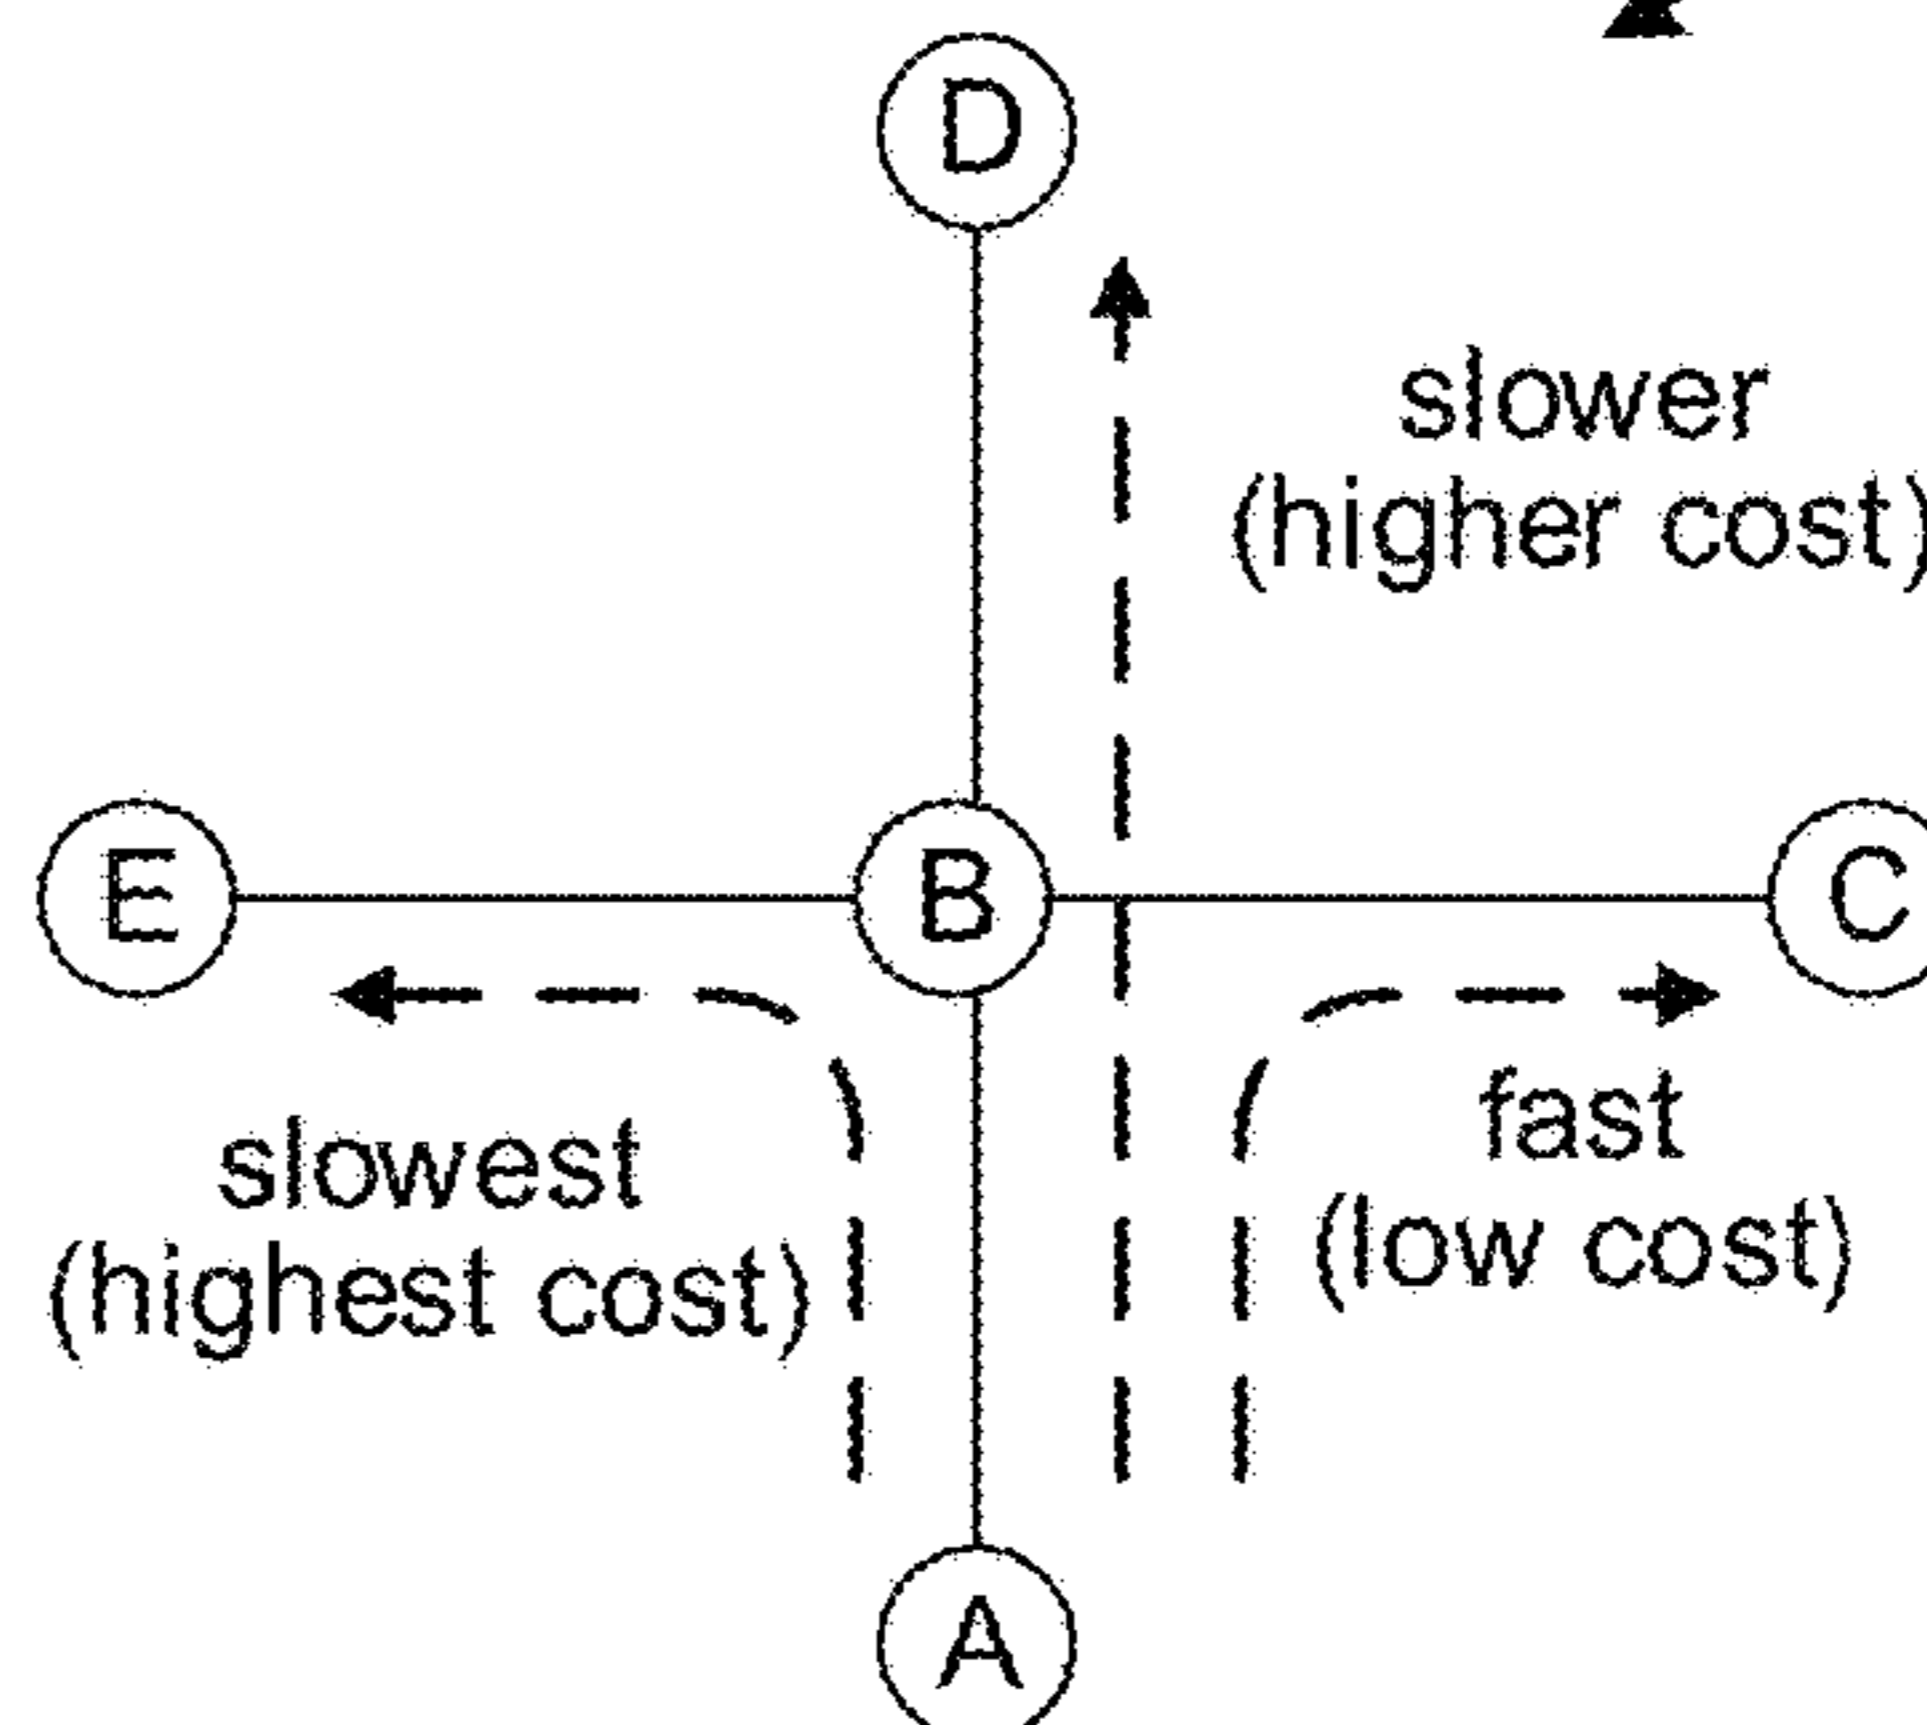 D
slower
(higher cost)
E
B
C
fast
(low cost)
slowest
(highest cost)
A